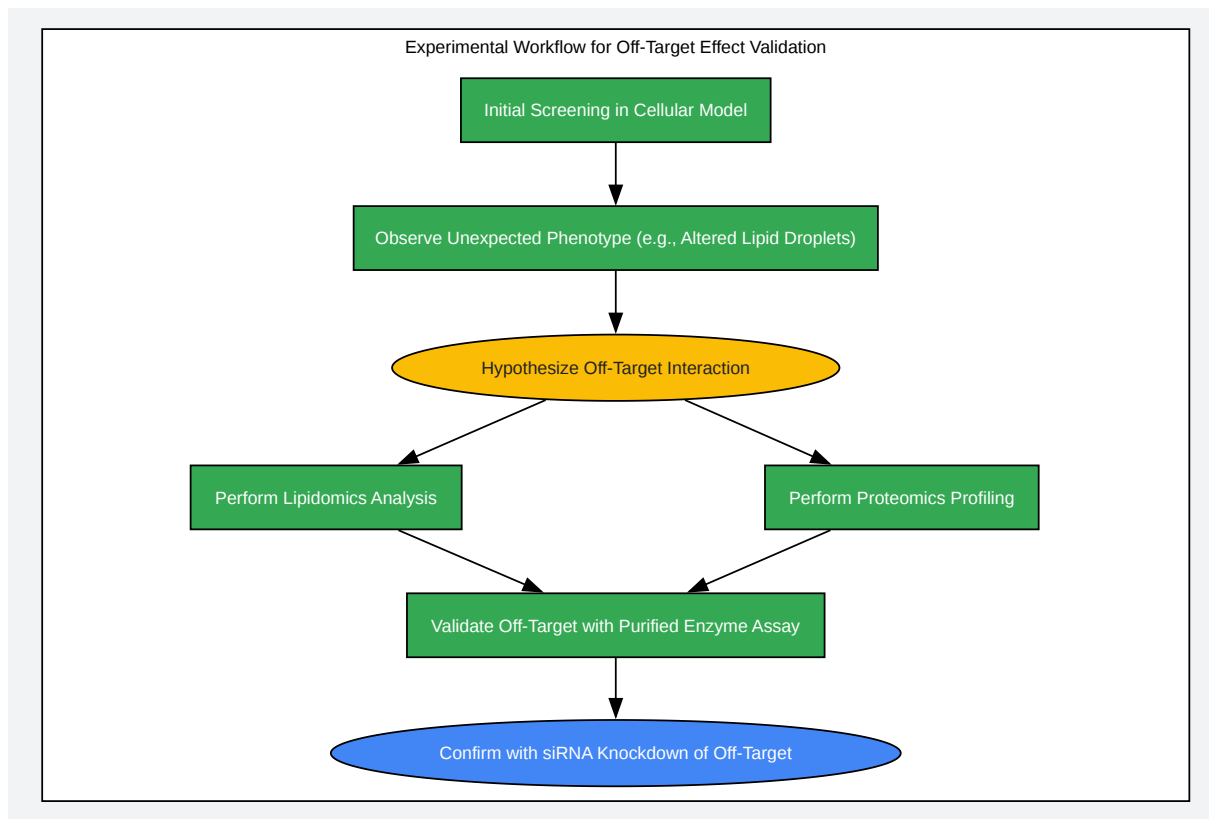 Experimental Workflow for Off-Target Effect Validation
Initial Screening in Cellular Model
Observe Unexpected Phenotype (e.g., Altered Lipid Droplets)
Hypothesize Off-Target Interaction
Perform Lipidomics Analysis
Perform Proteomics Profiling
Validate Off-Target with Purified Enzyme Assay
Confirm with siRNA Knockdown of Off-Target